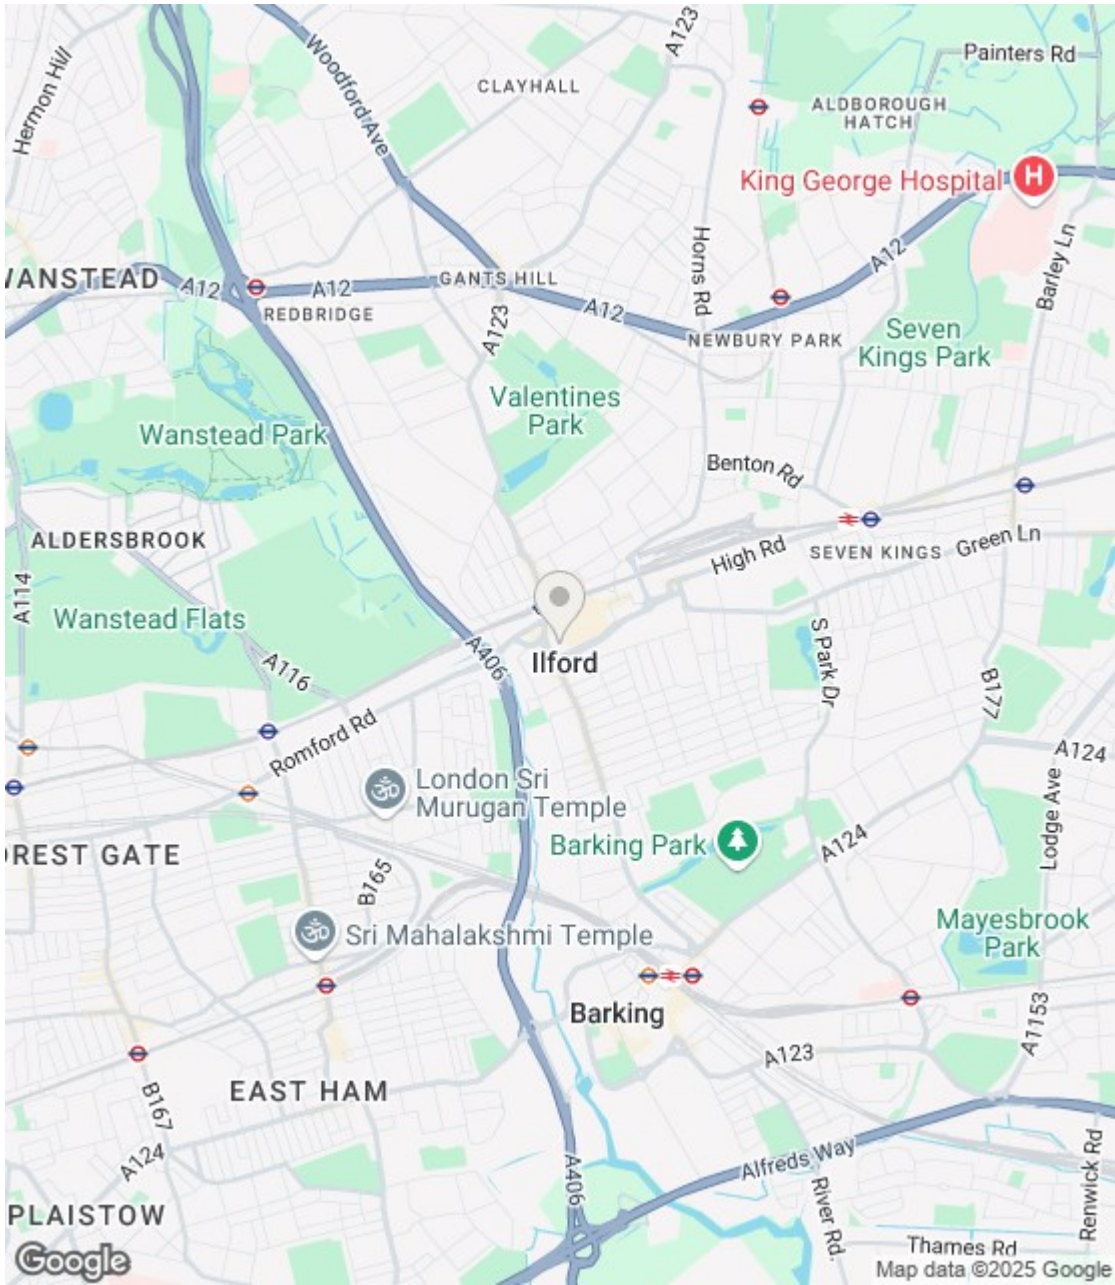 A123
Painters Rd
Hermon Hill
Woodford Ave
CLAYHALL
ALDBOROUGH
HATCH
King George Hospital
H
Horns Rd
A12
Barley Ln
WANSTEAD
A12
A12
GANTS HILL
A12
REDBRIDGE
A123
NEWBURY PARK
Seven
Kings Park
Valentines
Park
Wanstead Park
Benton Rd
ALDERSBROOK
High Rd
SEVEN KINGS
Green Ln
A114
Wanstead Flats
A406
Ilford
S Park Dr
A116
B177
Romford Rd
A124
London Sri
Murugan Temple
Lodge Ave
Barking Park
A124
OREST GATE
B165
Sri Mahalakshmi Temple
Mayesbrook
Park
Barking
A1153
A123
EAST HAM
B167
A124
Alfreds Way
Renwick Rd
A406
River Rd
PLAISTOW
Thames Rd
Google
Map data ©2025 Google